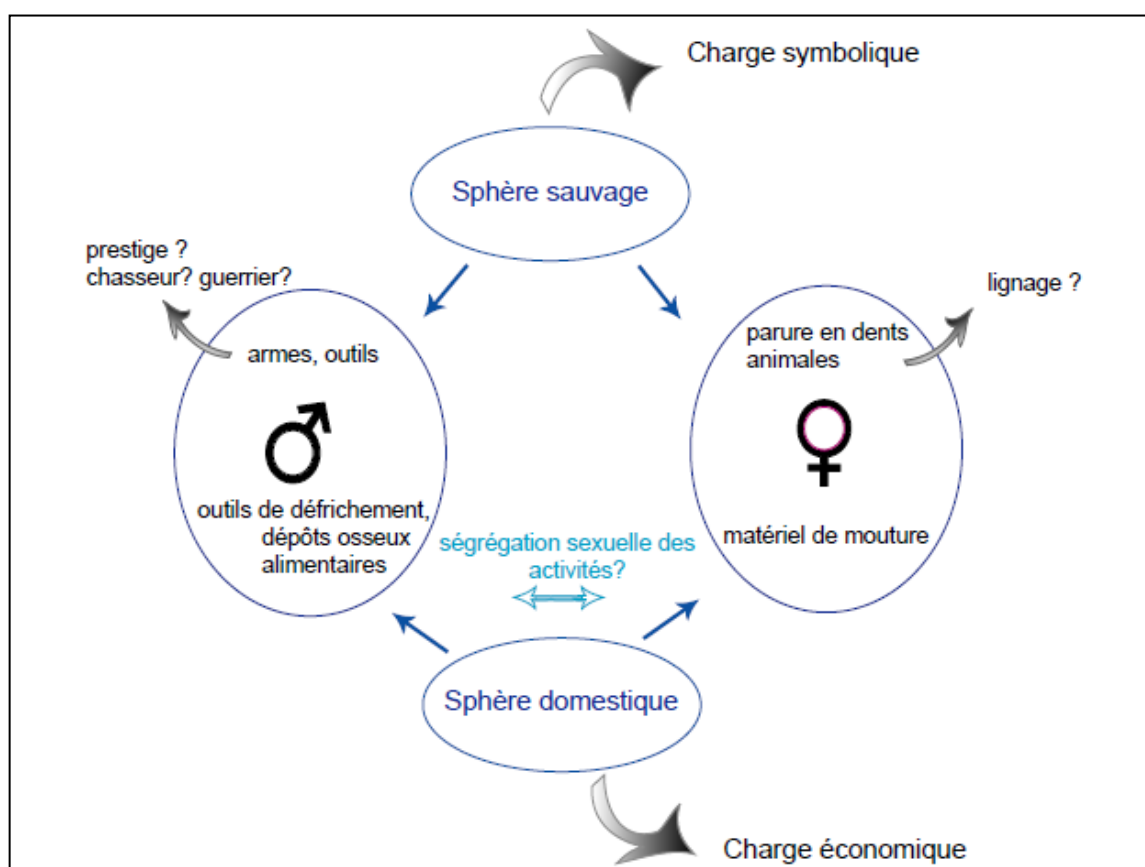 Charge symbolique
Sphère sauvage
prestige ?
chasseur? guerrier?
lignage ?
armes, outils
parure en dents
animales
outils de défrichement,
dépôts osseux
alimentaires
matériel de mouture
ségrégation sexuelle des
activités?
Sphère domestique
Charge économique